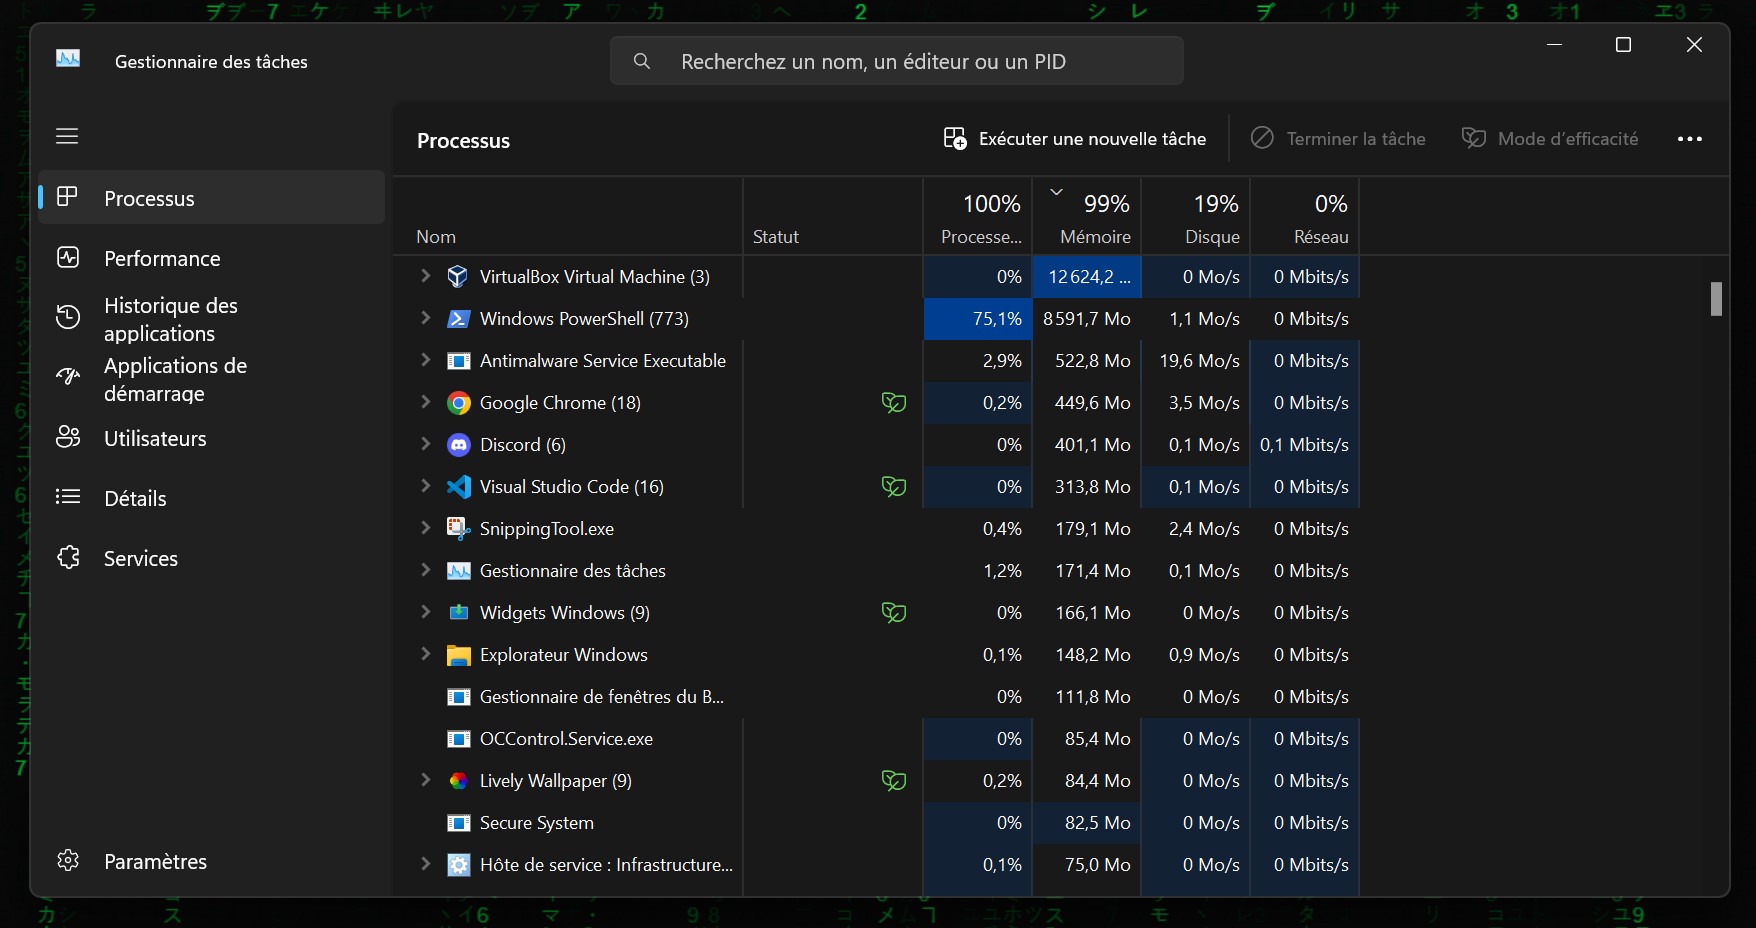 Gestionnaire des tâches
Recherchez un nom, un éditeur ou un PID
Processus
Exécuter une nouvelle tâche
Terminer la tâche
Mode d'efficacité
Processus
Performance
Historique des
applications
Applications de
démarrage
Utilisateurs
Détails
Services
Paramètres
100% 99% 19% 0%
Nom Statut Processe... Mémoire Disque Réseau
VirtualBox Virtual Machine (3) 0% 12 624,2 ... 0 Mo/s 0 Mbits/s
Windows PowerShell (773) 75,1% 8 591,7 Mo 1,1 Mo/s 0 Mbits/s
Antimalware Service Executable 2,9% 522,8 Mo 19,6 Mo/s 0 Mbits/s
Google Chrome (18) 0,2% 449,6 Mo 3,5 Mo/s 0 Mbits/s
Discord (6) 0% 401,1 Mo 0,1 Mo/s 0,1 Mbits/s
Visual Studio Code (16) 0% 313,8 Mo 0,1 Mo/s 0 Mbits/s
SnippingTool.exe 0,4% 179,1 Mo 2,4 Mo/s 0 Mbits/s
Gestionnaire des tâches 1,2% 171,4 Mo 0,1 Mo/s 0 Mbits/s
Widgets Windows (9) 0% 166,1 Mo 0 Mo/s 0 Mbits/s
Explorateur Windows 0,1% 148,2 Mo 0,9 Mo/s 0 Mbits/s
Gestionnaire de fenêtres du B... 0% 111,8 Mo 0 Mo/s 0 Mbits/s
OCControl.Service.exe 0% 85,4 Mo 0 Mo/s 0 Mbits/s
Lively Wallpaper (9) 0,2% 84,4 Mo 0 Mo/s 0 Mbits/s
Secure System 0% 82,5 Mo 0 Mo/s 0 Mbits/s
Hôte de service : Infrastructure... 0,1% 75,0 Mo 0 Mo/s 0 Mbits/s